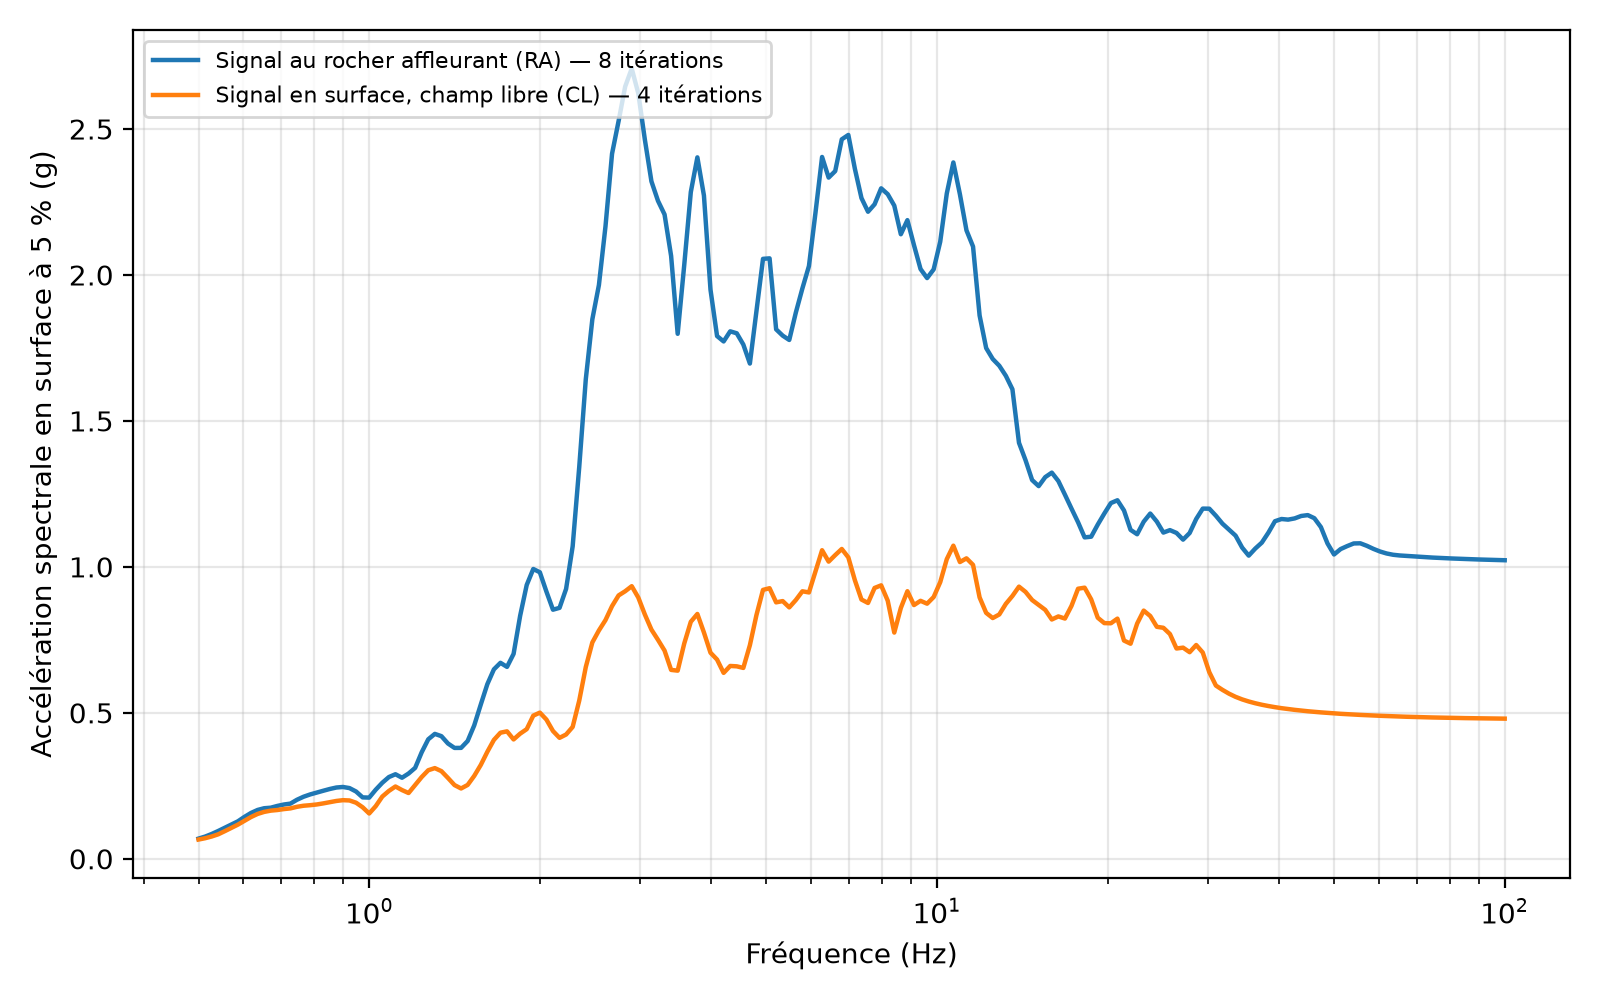 Signal au rocher affleurant (RA) — 8 itérations
Signal en surface, champ libre (CL) — 4 itérations
Accélération spectrale en surface à 5 % (g)
2.5
2.0
1.5
1.0
0.5
0.0
10⁰ 10¹ 10²
Fréquence (Hz)